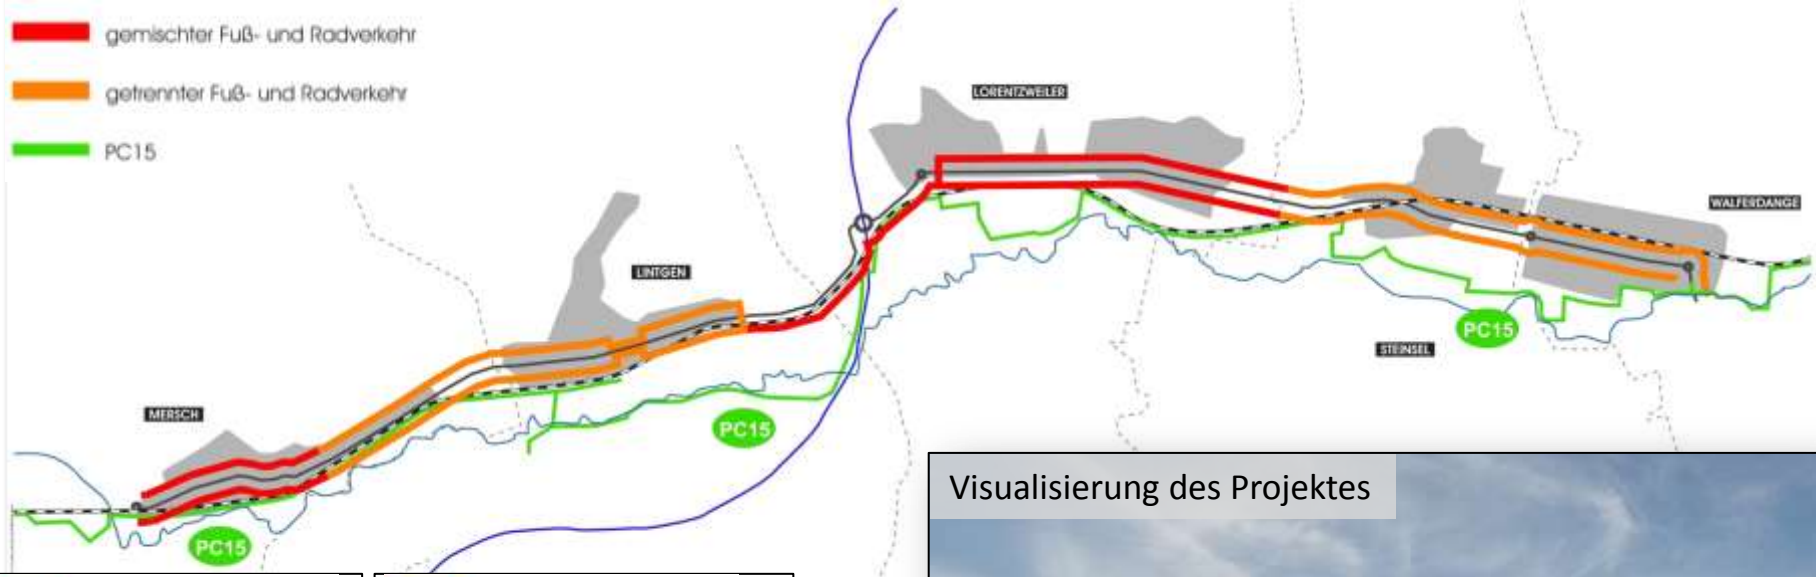 gemischter Fuß- und Radverkehr
getrennter Fuß- und Radverkehr
PC15
LORENTZWEILER
WALFERDANGE
LINTGEN
PC15
STEINSEL
MERSCH
PC15
PC15
Visualisierung des Projektes